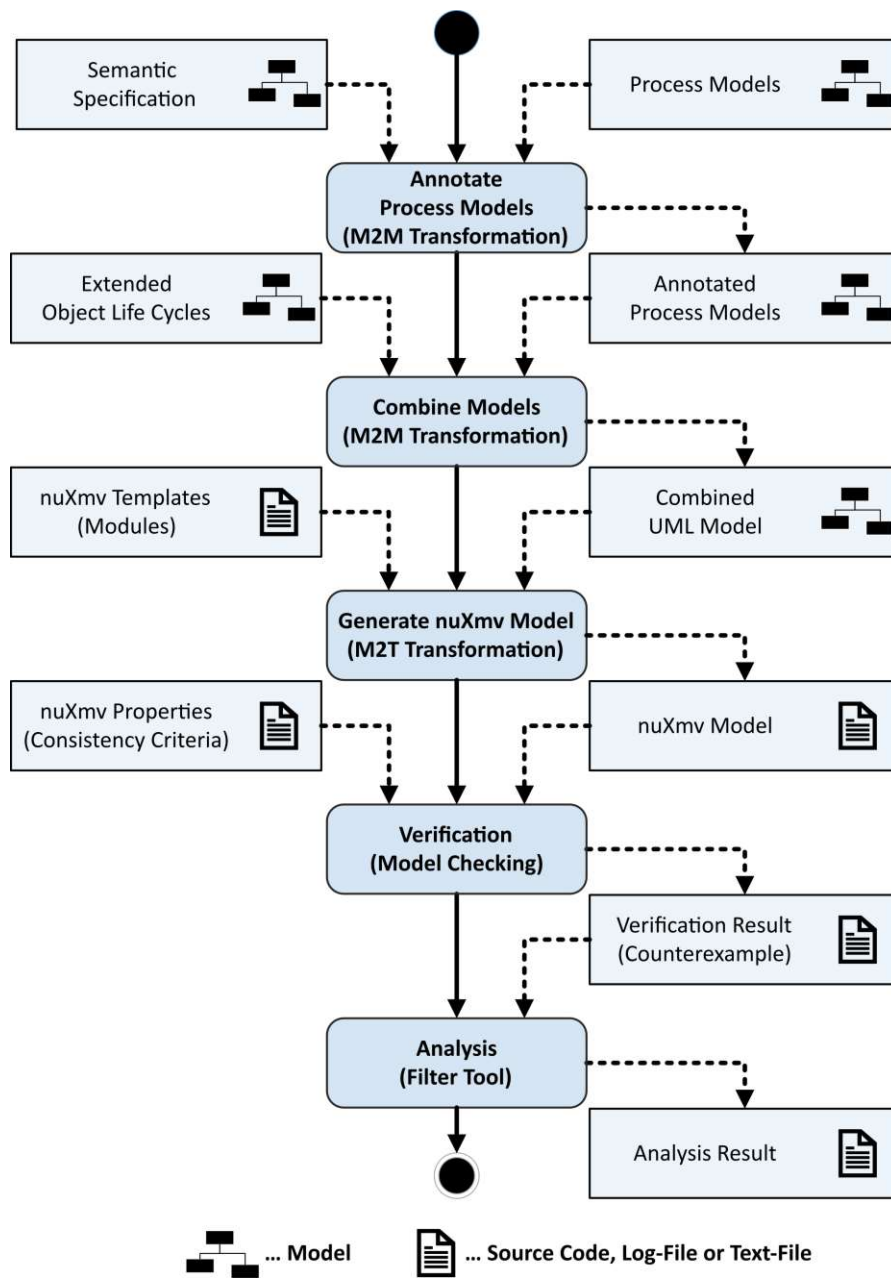 Semantic
Specification
Process Models
Annotate
Process Models
(M2M Transformation)
Extended
Object Life Cycles
Annotated
Process Models
Combine Models
(M2M Transformation)
nuXmv Templates
(Modules)
Combined
UML Model
Generate nuXmv Model
(M2T Transformation)
nuXmv Properties
(Consistency Criteria)
nuXmv Model
Verification
(Model Checking)
Verification Result
(Counterexample)
Analysis
(Filter Tool)
Analysis Result
... Model
... Source Code, Log-File or Text-File